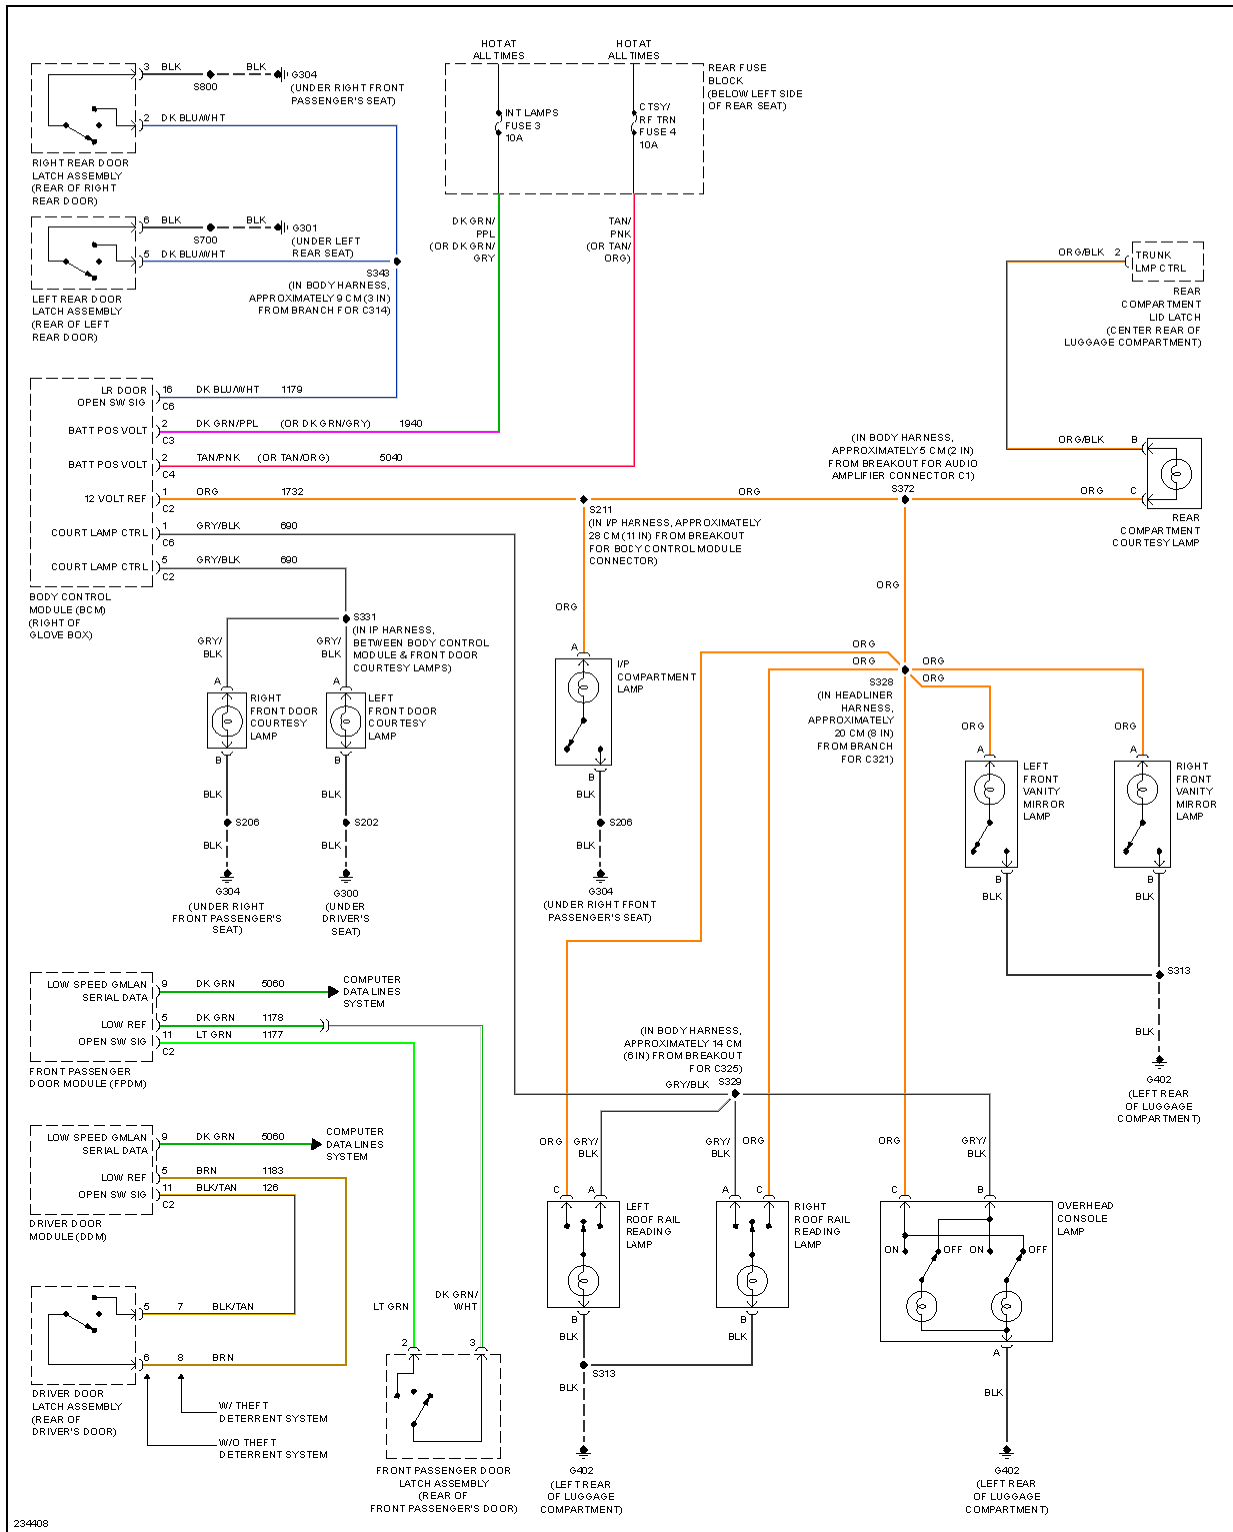 HOT AT
ALL TIMES
HOT AT
ALL TIMES
REAR FUSE
BLOCK
(BELOW LEFT SIDE
OF REAR SEAT)
INT LAMPS
FUSE 3
10A
CTSY/
RF TRN
FUSE 4
10A
3 BLK
S800
BLK
G304
(UNDER RIGHT FRONT
PASSENGER'S SEAT)
2 DK BLU/WHT
RIGHT REAR DOOR
LATCH ASSEMBLY
(REAR OF RIGHT
REAR DOOR)
6 BLK
S700
BLK
G301
(UNDER LEFT
REAR SEAT)
5 DK BLU/WHT
S343
(IN BODY HARNESS,
APPROXIMATELY 9 CM (3 IN)
FROM BRANCH FOR C314)
LEFT REAR DOOR
LATCH ASSEMBLY
(REAR OF LEFT
REAR DOOR)
DK GRN/
PPL
(OR DK GRN/
GRY)
TAN/
PNK
(OR TAN/
ORG)
ORG/BLK 2
TRUNK
LMP CTRL
REAR
COMPARTMENT
LID LATCH
(CENTER REAR OF
LUGGAGE COMPARTMENT)
LR DOOR
OPEN SW SIG
16 DK BLU/WHT 1179
C6
BATT POS VOLT
2 DK GRN/PPL (OR DK GRN/GRY) 1940
C3
BATT POS VOLT
2 TAN/PNK (OR TAN/ORG) 5040
C4
12 VOLT REF
1 ORG 1732
C2
COURT LAMP CTRL
1 GRY/BLK 690
C6
COURT LAMP CTRL
5 GRY/BLK 690
C2
BODY CONTROL
MODULE (BCM)
(RIGHT OF
GLOVE BOX)
S211
(IN I/P HARNESS, APPROXIMATELY
28 CM (11 IN) FROM BREAKOUT
FOR BODY CONTROL MODULE
CONNECTOR)
ORG
(IN BODY HARNESS,
APPROXIMATELY 5 CM (2 IN)
FROM BREAKOUT FOR AUDIO
AMPLIFIER CONNECTOR C1)
S372
ORG/BLK B
ORG C
REAR
COMPARTMENT
COURTESY LAMP
ORG
S331
(IN IP HARNESS,
BETWEEN BODY CONTROL
MODULE & FRONT DOOR
COURTESY LAMPS)
GRY/
BLK
GRY/
BLK
A
RIGHT
FRONT DOOR
COURTESY
LAMP
B
BLK
S206
BLK
G304
(UNDER RIGHT
FRONT PASSENGER'S
SEAT)
A
LEFT
FRONT DOOR
COURTESY
LAMP
B
BLK
S202
BLK
G300
(UNDER
DRIVER'S
SEAT)
ORG
A
I/P
COMPARTMENT
LAMP
B
BLK
S206
BLK
G304
(UNDER RIGHT FFONT
PASSENGER'S SEAT)
ORG
ORG
ORG
ORG
S328
(IN HEADLINER
HARNESS,
APPROXIMATELY
20 CM (8 IN)
FROM BRANCH
FOR C321)
ORG
A
LEFT
FRONT
VANITY
MIRROR
LAMP
B
BLK
ORG
A
RIGHT
FRONT
VANITY
MIRROR
LAMP
B
BLK
S313
BLK
G402
(LEFT REAR
OF LUGGAGE
COMPARTMENT)
LOW SPEED GMLAN
SERIAL DATA
9 DK GRN 5060
COMPUTER
DATA LINES
SYSTEM
LOW REF
5 DK GRN 1178
OPEN SW SIG
11 LT GRN 1177
C2
FRONT PASSENGER
DOOR MODULE (FPDM)
LOW SPEED GMLAN
SERIAL DATA
9 DK GRN 5060
COMPUTER
DATA LINES
SYSTEM
LOW REF
5 BRN 1183
OPEN SW SIG
11 BLK/TAN 126
C2
DRIVER DOOR
MODULE (DDM)
5 7 BLK/TAN
6 8 BRN
DRIVER DOOR
LATCH ASSEMBLY
(REAR OF
DRIVER'S DOOR)
W/ THEFT
DETERRENT SYSTEM
W/O THEFT
DETERRENT SYSTEM
LT GRN
DK GRN/
WHT
2
3
FRONT PASSENGER DOOR
LATCH ASSEMBLY
(REAR OF
FRONT PASSENGER'S DOOR)
(IN BODY HARNESS,
APPROXIMATELY 14 CM
(6 IN) FROM BREAKOUT
FOR C325)
S329
GRY/BLK
ORG
GRY/
BLK
C
A
LEFT
ROOF RAIL
READING
LAMP
B
BLK
S313
BLK
G402
(LEFT REAR
OF LUGGAGE
COMPARTMENT)
GRY/
BLK
ORG
A
C
RIGHT
ROOF RAIL
READING
LAMP
B
BLK
ORG
GRY/
BLK
C
B
OVERHEAD
CONSOLE
LAMP
ON
OFF
ON
OFF
A
BLK
G402
(LEFT REAR
OF LUGGAGE
COMPARTMENT)
234408